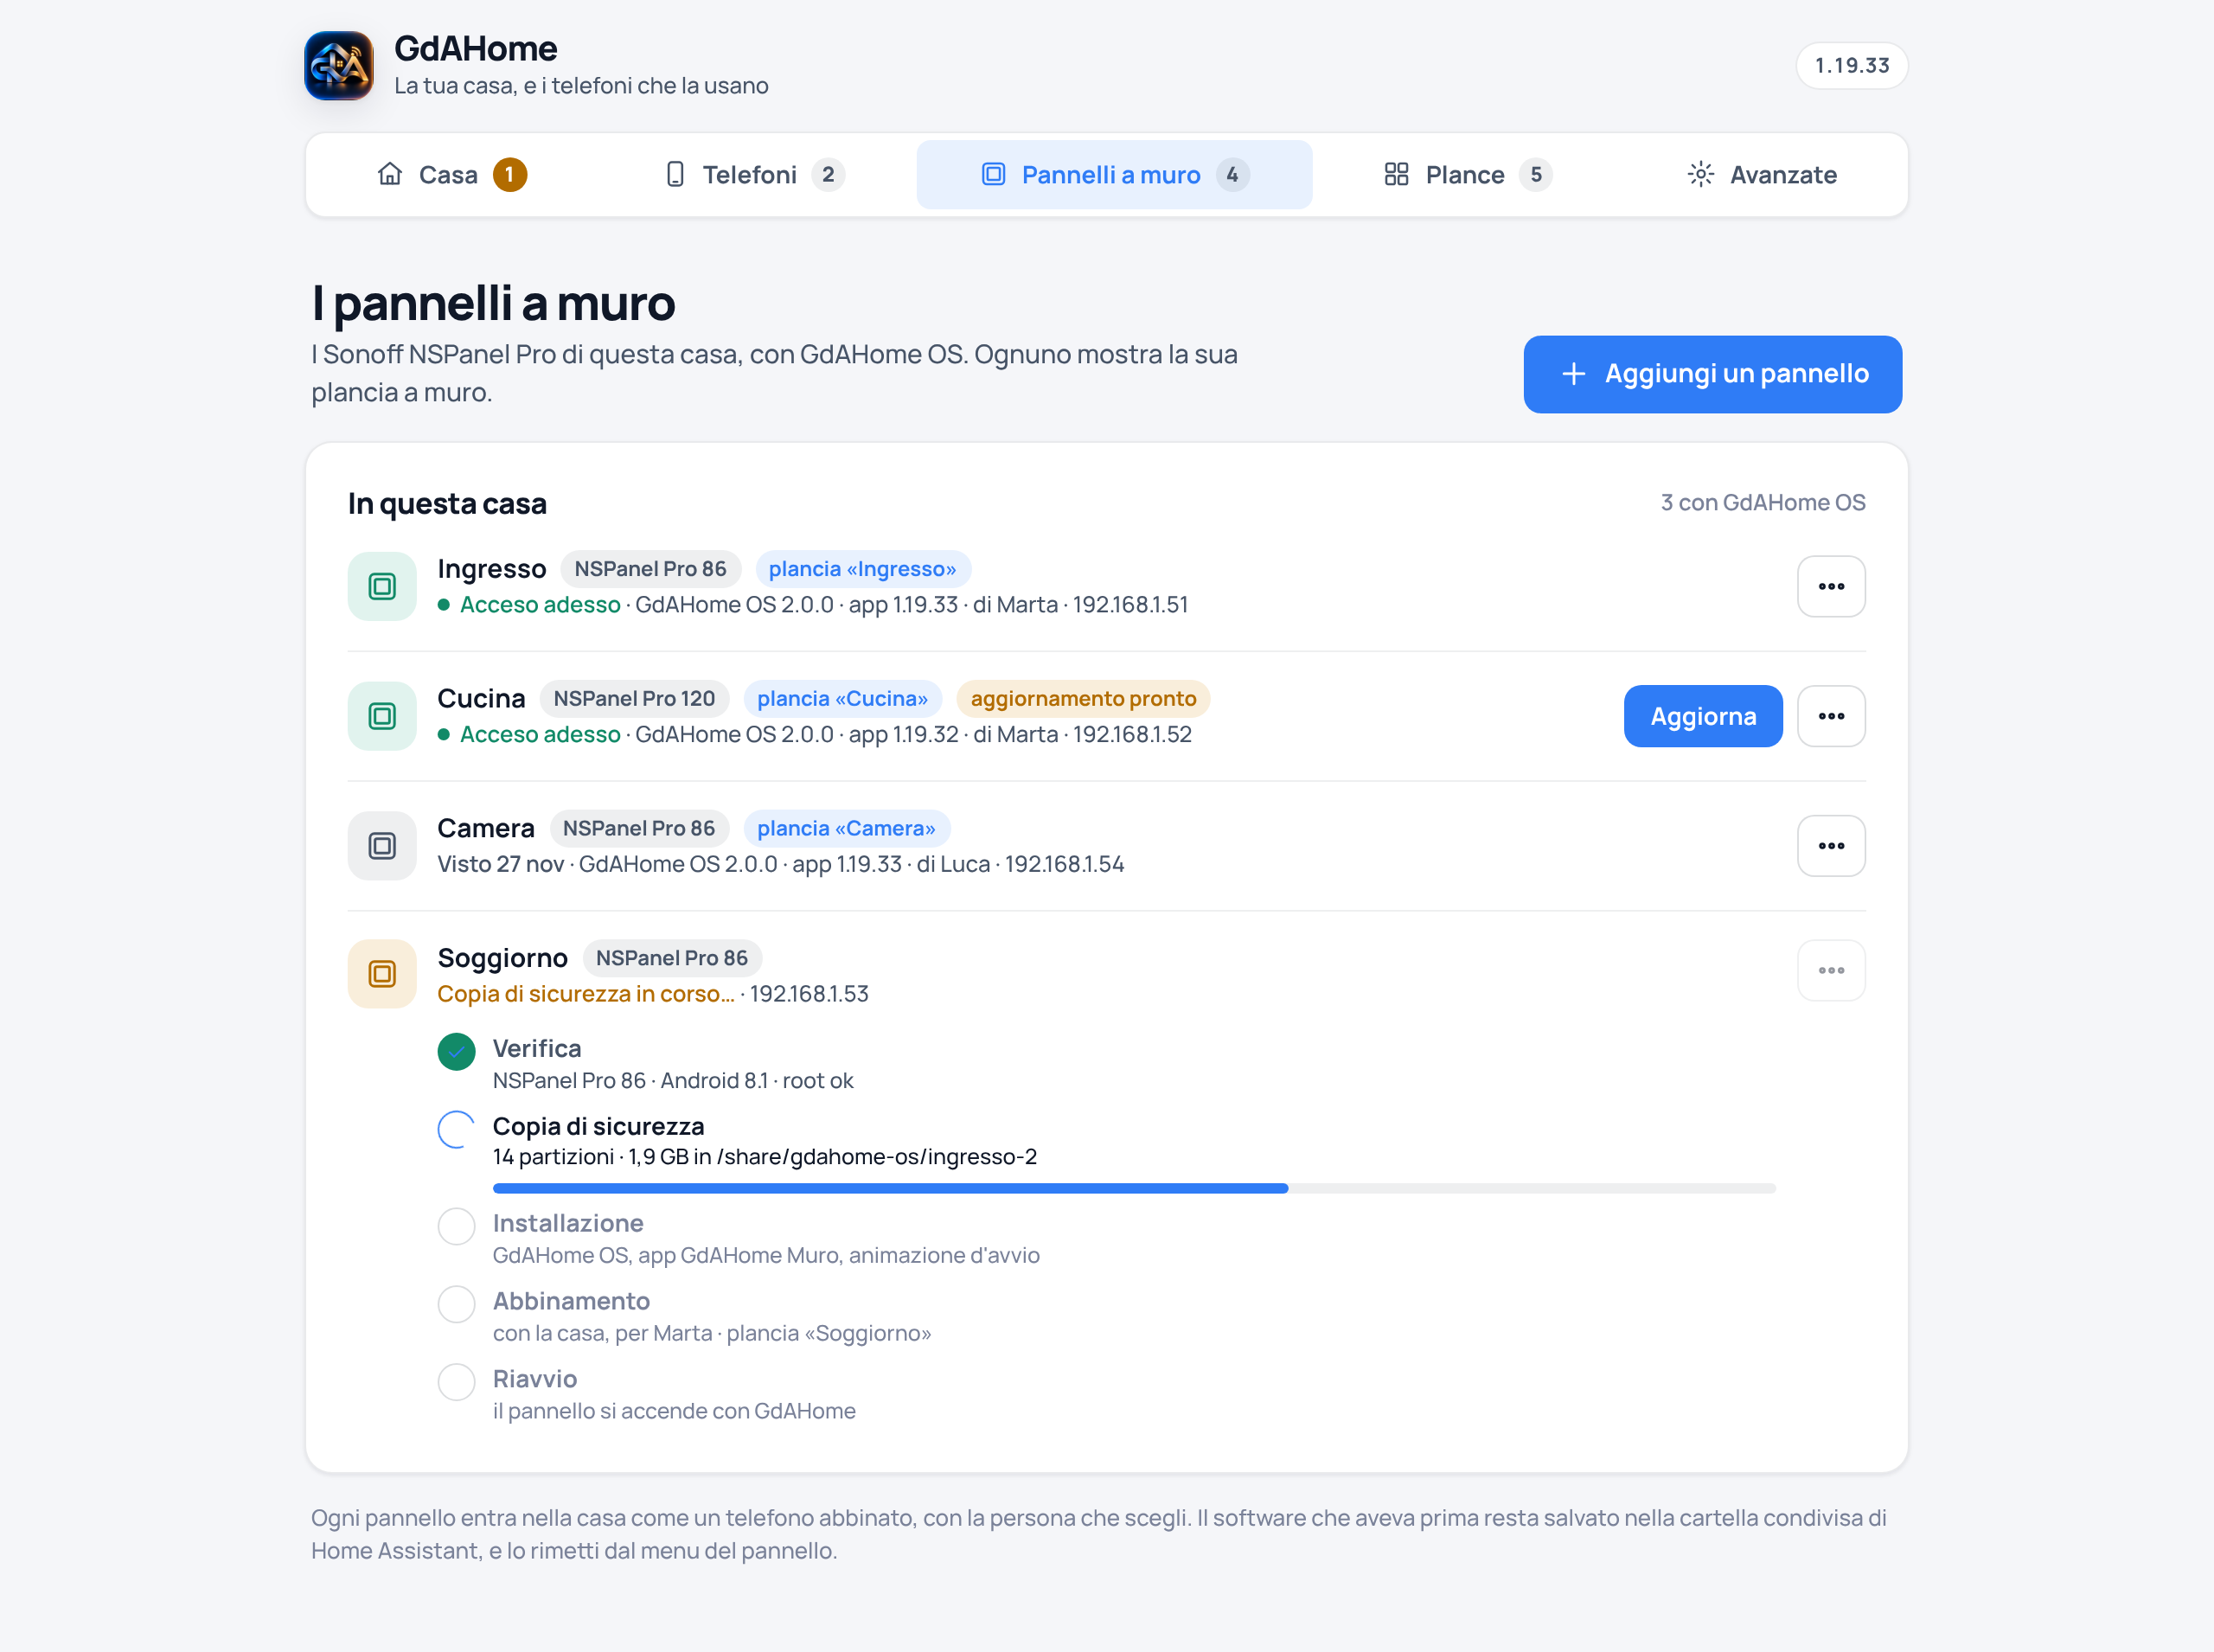 GdAHome
La tua casa, e i telefoni che la usano
1.19.33
Casa 1
Telefoni 2
Pannelli a muro 4
Plance 5
Avanzate
I pannelli a muro
I Sonoff NSPanel Pro di questa casa, con GdAHome OS. Ognuno mostra la sua
plancia a muro.
Aggiungi un pannello
In questa casa
3 con GdAHome OS
Ingresso NSPanel Pro 86 plancia «Ingresso»
Acceso adesso · GdAHome OS 2.0.0 · app 1.19.33 · di Marta · 192.168.1.51
Cucina NSPanel Pro 120 plancia «Cucina» aggiornamento pronto
Acceso adesso · GdAHome OS 2.0.0 · app 1.19.32 · di Marta · 192.168.1.52
Aggiorna
Camera NSPanel Pro 86 plancia «Camera»
Visto 27 nov · GdAHome OS 2.0.0 · app 1.19.33 · di Luca · 192.168.1.54
Soggiorno NSPanel Pro 86
Copia di sicurezza in corso… · 192.168.1.53
Verifica
NSPanel Pro 86 · Android 8.1 · root ok
Copia di sicurezza
14 partizioni · 1,9 GB in /share/gdahome-os/ingresso-2
Installazione
GdAHome OS, app GdAHome Muro, animazione d'avvio
Abbinamento
con la casa, per Marta · plancia «Soggiorno»
Riavvio
il pannello si accende con GdAHome
Ogni pannello entra nella casa come un telefono abbinato, con la persona che scegli. Il software che aveva prima resta salvato nella cartella condivisa di
Home Assistant, e lo rimetti dal menu del pannello.